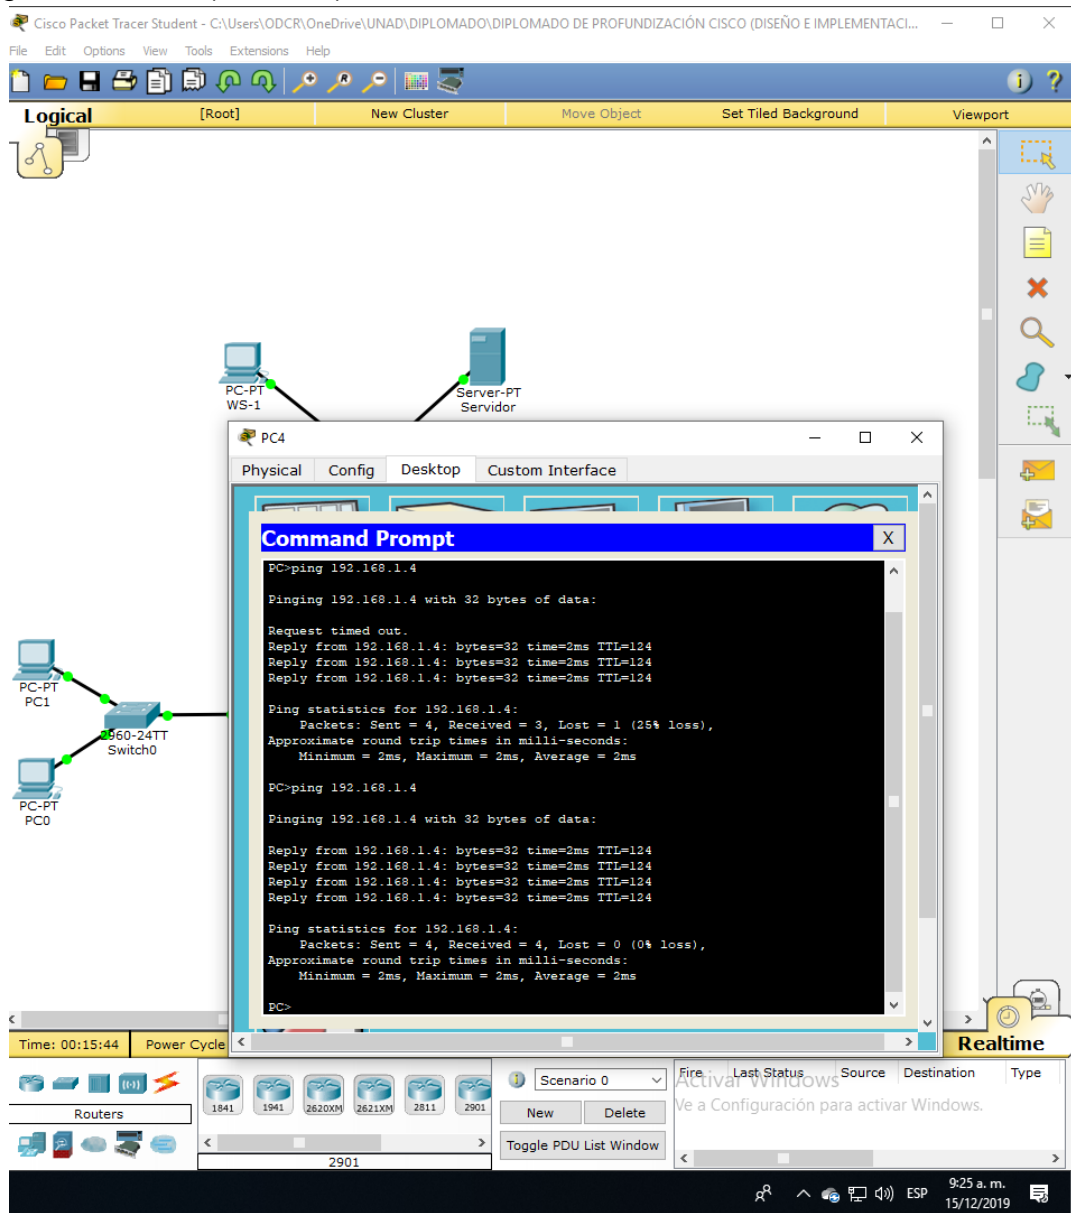 Cisco Packet Tracer Student - C:\Users\ODCR\OneDrive\UNAD\DIPLOMADO\DIPLOMADO DE PROFUNDIZACIÓN CISCO (DISEÑO E IMPLEMENTACI...
File Edit Options View Tools Extensions Help
Logical [Root] New Cluster Move Object Set Tiled Background Viewport
PC-PT
WS-1
Server-PT
Servidor
PC4
Physical Config Desktop Custom Interface
Command Prompt X
PC>ping 192.168.1.4
Pinging 192.168.1.4 with 32 bytes of data:
Request timed out.
Reply from 192.168.1.4: bytes=32 time=2ms TTL=124
Reply from 192.168.1.4: bytes=32 time=2ms TTL=124
Reply from 192.168.1.4: bytes=32 time=2ms TTL=124
Ping statistics for 192.168.1.4:
Packets: Sent = 4, Received = 3, Lost = 1 (25% loss),
Approximate round trip times in milli-seconds:
Minimum = 2ms, Maximum = 2ms, Average = 2ms
PC>ping 192.168.1.4
Pinging 192.168.1.4 with 32 bytes of data:
Reply from 192.168.1.4: bytes=32 time=2ms TTL=124
Reply from 192.168.1.4: bytes=32 time=2ms TTL=124
Reply from 192.168.1.4: bytes=32 time=2ms TTL=124
Reply from 192.168.1.4: bytes=32 time=2ms TTL=124
Ping statistics for 192.168.1.4:
Packets: Sent = 4, Received = 4, Lost = 0 (0% loss),
Approximate round trip times in milli-seconds:
Minimum = 2ms, Maximum = 2ms, Average = 2ms
PC>
PC-PT
PC1
2960-24TT
Switch0
PC-PT
PC0
Time: 00:15:44 Power Cycle Realtime
Routers
1841 1941 2620XM 2621XM 2811 2901
2901
Scenario 0
New Delete
Toggle PDU List Window
Fire Last Status Source Destination Type
Activar Windows
Ve a Configuración para activar Windows.
ESP
9:25 a. m.
15/12/2019